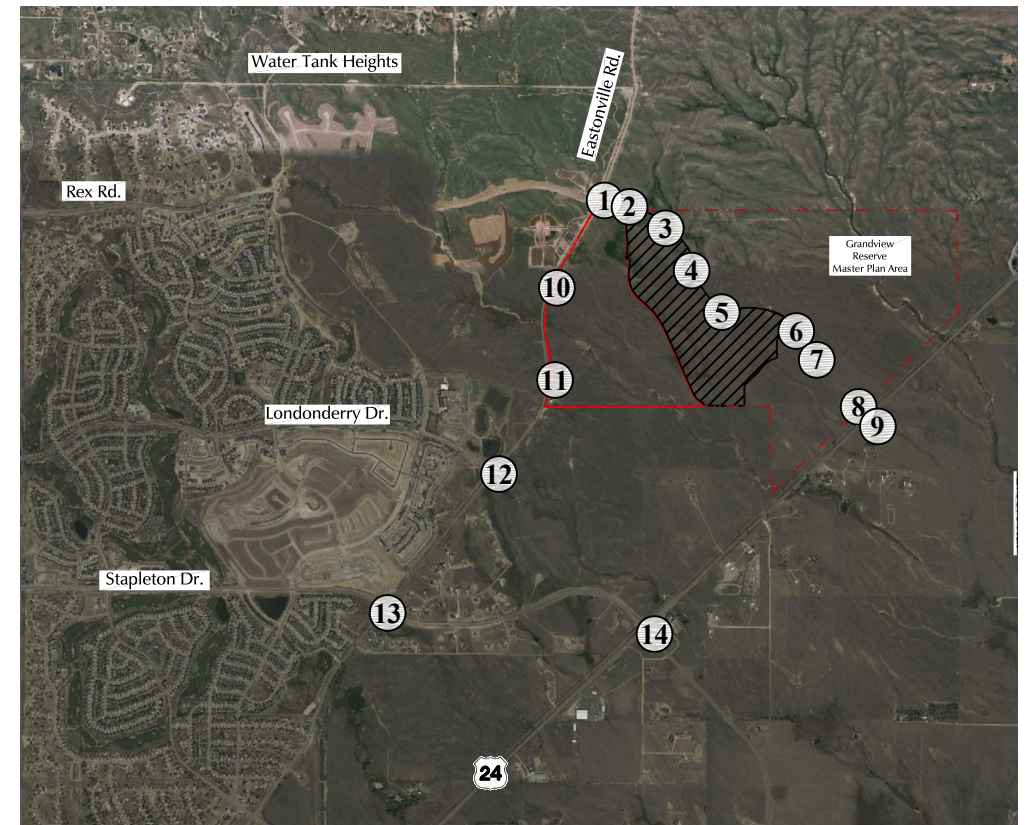 Water Tank Heights
Eastonville Rd.
Rex Rd.
1
2
3
Grandview
Reserve
Master Plan Area
4
10
5
6
7
11
8
Londonderry Dr.
9
12
Stapleton Dr.
13
14
24